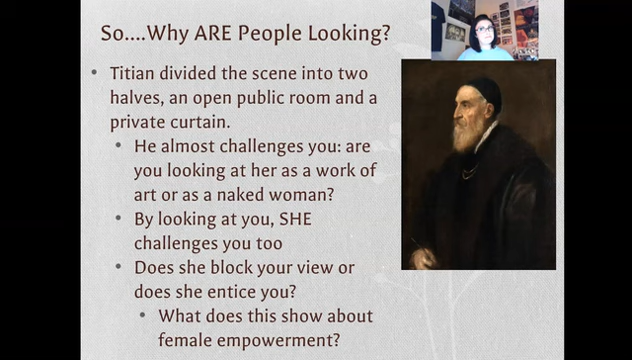 So....Why ARE People Looking?
• Titian divided the scene into two
halves, an open public room and a
private curtain.
• He almost challenges you: are
you looking at her as a work of
art or as a naked woman?
• By looking at you, SHE
challenges you too
• Does she block your view or
does she entice you?
• What does this show about
female empowerment?